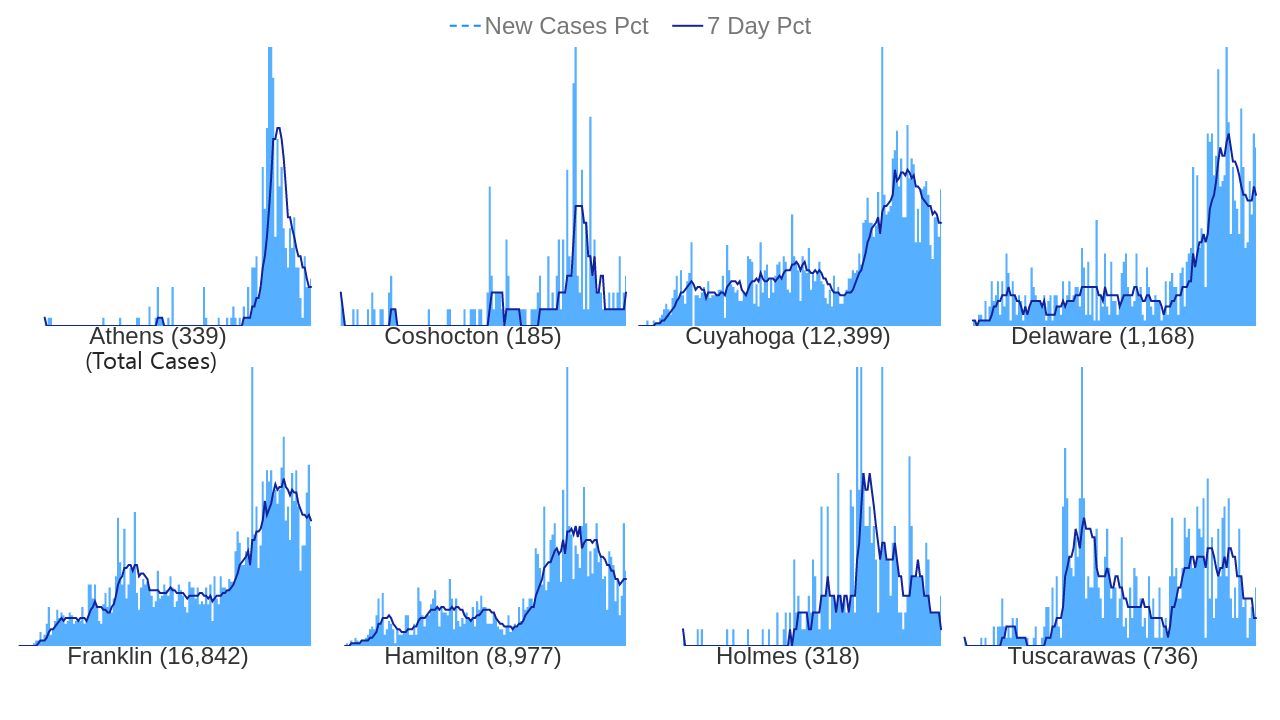 New Cases Pct 7 Day Pct
Athens (339) Coshocton (185) Cuyahoga (12,399) Delaware (1,168)
(Total Cases)
Franklin (16,842) Hamilton (8,977) Holmes (318) Tuscarawas (736)